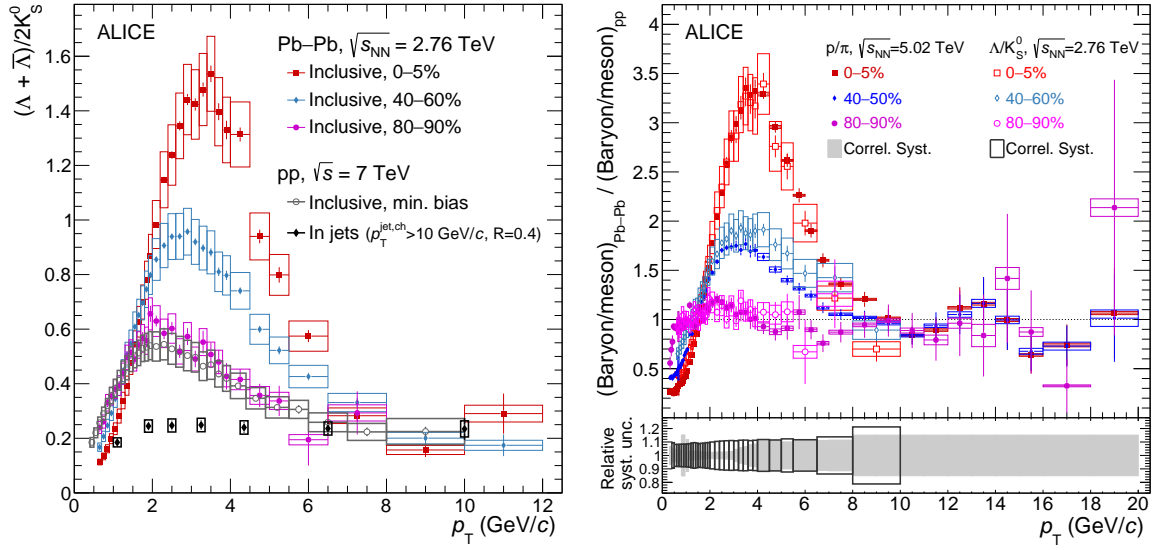 ALICE
Pb–Pb, √sNN = 2.76 TeV
Inclusive, 0–5%
Inclusive, 40–60%
Inclusive, 80–90%
pp, √s = 7 TeV
Inclusive, min. bias
In jets (pTjet,ch>10 GeV/c, R=0.4)
(Λ + Λ̅)/2K0S
1.6
1.4
1.2
1
0.8
0.6
0.4
0.2
0
0 2 4 6 8 10 12
pT (GeV/c)
ALICE
p/π, √sNN=5.02 TeV
0–5%
40–50%
80–90%
Correl. Syst.
Λ/K0S, √sNN=2.76 TeV
0–5%
40–60%
80–90%
Correl. Syst.
(Baryon/meson)Pb–Pb / (Baryon/meson)pp
4
3.5
3
2.5
2
1.5
1
0.5
Relative
syst. unc.
1.2
1.1
1
0.9
0.8
0 2 4 6 8 10 12 14 16 18 20
pT (GeV/c)